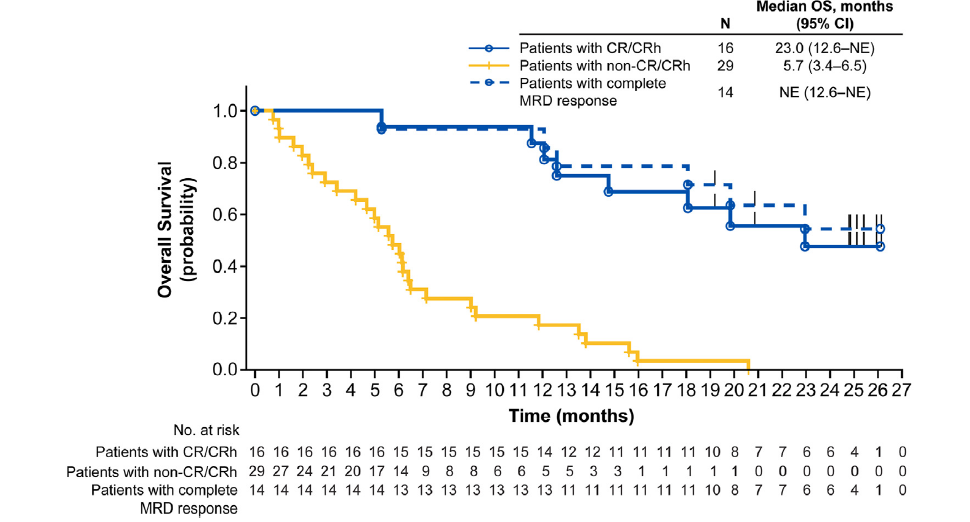 Median OS, months
N (95% CI)
Patients with CR/CRh 16 23.0 (12.6–NE)
Patients with non-CR/CRh 29 5.7 (3.4–6.5)
Patients with complete
MRD response 14 NE (12.6–NE)
Overall Survival
(probability)
1.0
0.8
0.6
0.4
0.2
0.0
0 1 2 3 4 5 6 7 8 9 10 11 12 13 14 15 16 17 18 19 20 21 22 23 24 25 26 27
Time (months)
No. at risk
Patients with CR/CRh 16 16 16 16 16 16 15 15 15 15 15 15 14 12 12 11 11 11 11 10 8 7 7 6 6 4 1 0
Patients with non-CR/CRh 29 27 24 21 20 17 14 9 8 8 6 6 5 5 3 3 1 1 1 1 1 0 0 0 0 0 0 0
Patients with complete 14 14 14 14 14 14 13 13 13 13 13 13 13 11 11 11 11 11 11 10 8 7 7 6 6 4 1 0
MRD response